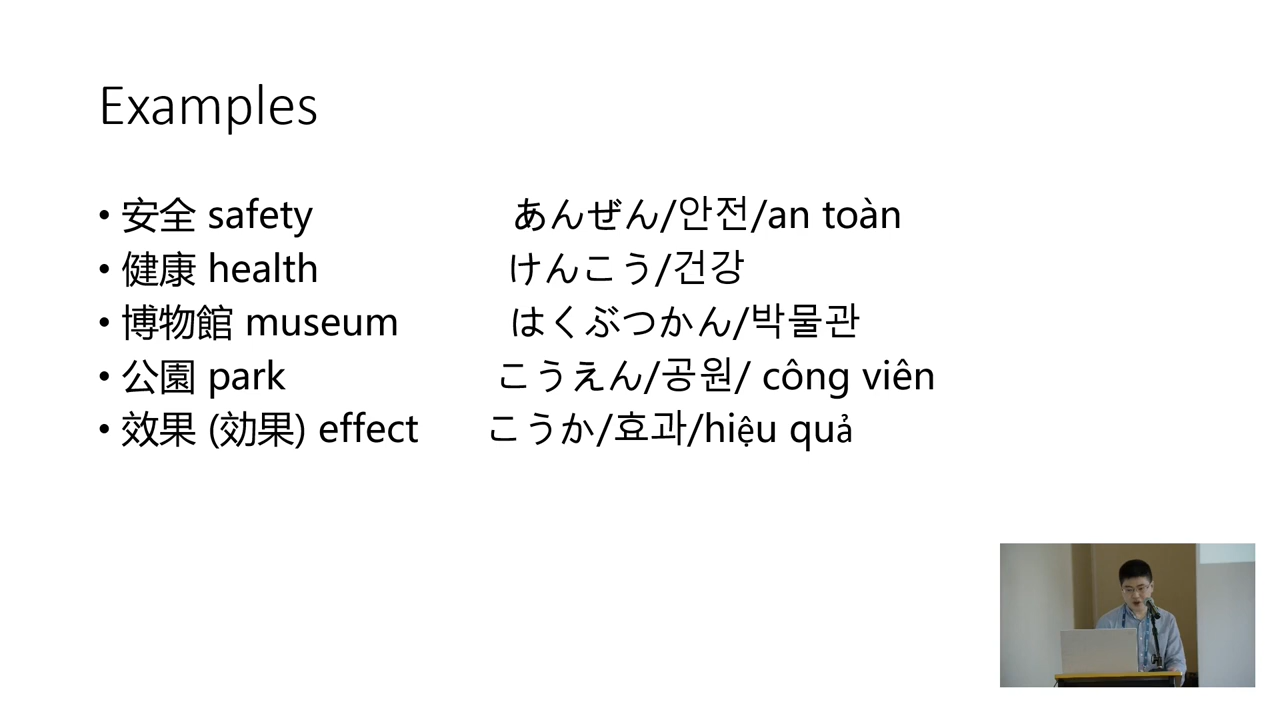 Examples
• 安全 safety あんぜん/안전/an toàn
• 健康 health けんこう/건강
• 博物館 museum はくぶつかん/박물관
• 公園 park こうえん/공원/ công viên
• 效果 (効果) effect こうか/효과/hiệu quả